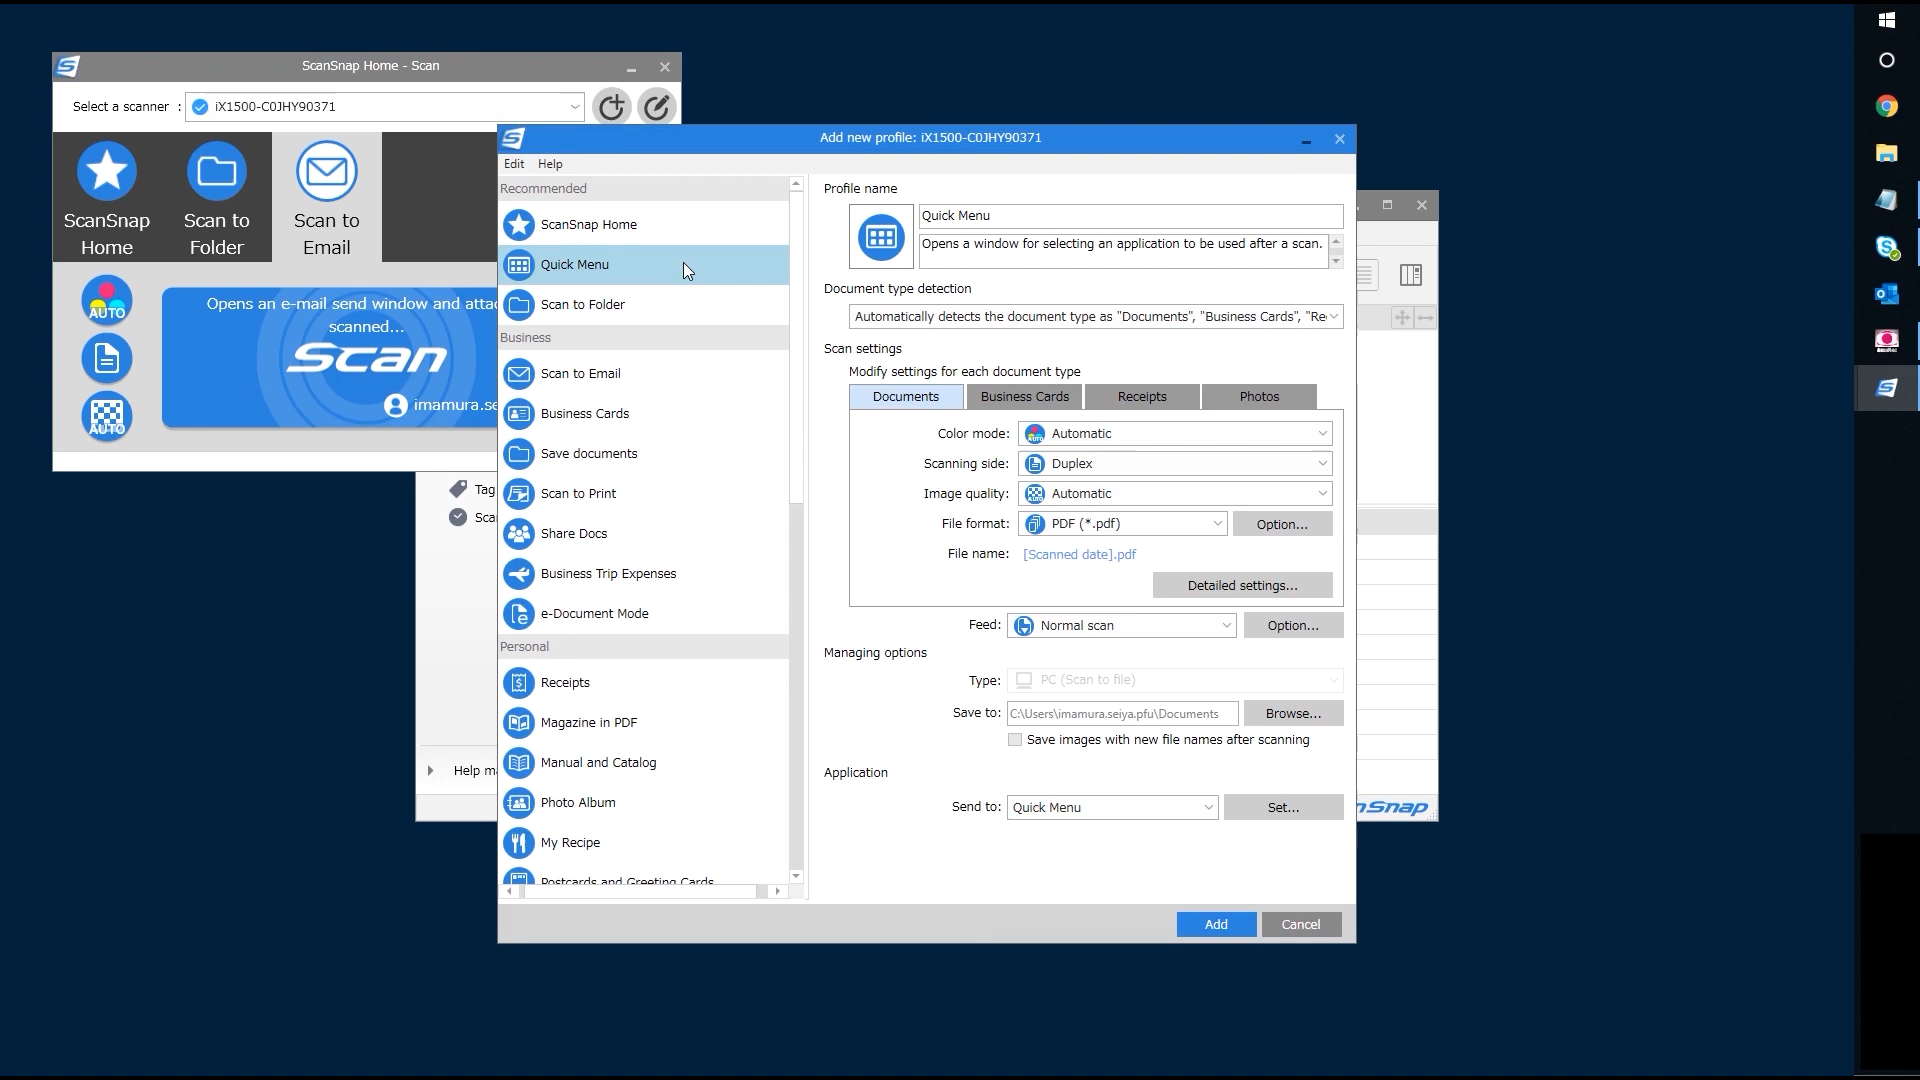 ScanSnap Home - Scan
Select a scanner :
iX1500-C0JHY90371
ScanSnap
Home
Scan to
Folder
Scan to
Email
AUTO
AUTO
Opens an e-mail send window and attac
scanned...
Scan
imamura.se
Tag
Scan
Help ma
Add new profile: iX1500-C0JHY90371
Edit
Help
Recommended
ScanSnap Home
Quick Menu
Scan to Folder
Business
Scan to Email
Business Cards
Save documents
Scan to Print
Share Docs
Business Trip Expenses
e-Document Mode
Personal
Receipts
Magazine in PDF
Manual and Catalog
Photo Album
My Recipe
Postcards and Greeting Cards
Profile name
Quick Menu
Opens a window for selecting an application to be used after a scan.
Document type detection
Automatically detects the document type as "Documents", "Business Cards", "Re
Scan settings
Modify settings for each document type
Documents
Business Cards
Receipts
Photos
Color mode:
AUTO
Automatic
Scanning side:
Duplex
Image quality:
AUTO
Automatic
File format:
PDF (*.pdf)
Option...
File name:
[Scanned date].pdf
Detailed settings...
Feed:
Normal scan
Option...
Managing options
Type:
PC (Scan to file)
Save to:
C:\Users\imamura.seiya.pfu\Documents
Browse...
Save images with new file names after scanning
Application
Send to:
Quick Menu
Set...
Add
Cancel
nSnap